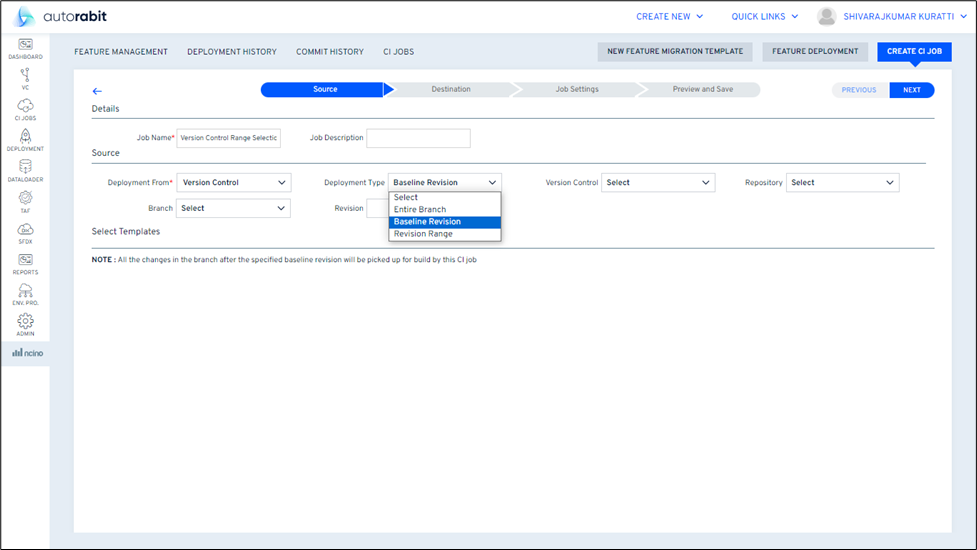 autorabit
CREATE NEW QUICK LINKS SHIVARAJKUMAR KURATTI
FEATURE MANAGEMENT DEPLOYMENT HISTORY COMMIT HISTORY CI JOBS NEW FEATURE MIGRATION TEMPLATE FEATURE DEPLOYMENT CREATE CI JOB
DASHBOARD
VC
CI JOBS
DEPLOYMENT
DATALOADER
TAF
SFDX
REPORTS
ENV. PRO.
ADMIN
ncino
Source Destination Job Settings Preview and Save PREVIOUS NEXT
Details
Job Name* Version Control Range Selectic Job Description
Source
Deployment From* Version Control Deployment Type Baseline Revision Version Control Select Repository Select
Select
Entire Branch
Baseline Revision
Revision Range
Branch Select Revision
Select Templates
NOTE : All the changes in the branch after the specified baseline revision will be picked up for build by this CI job